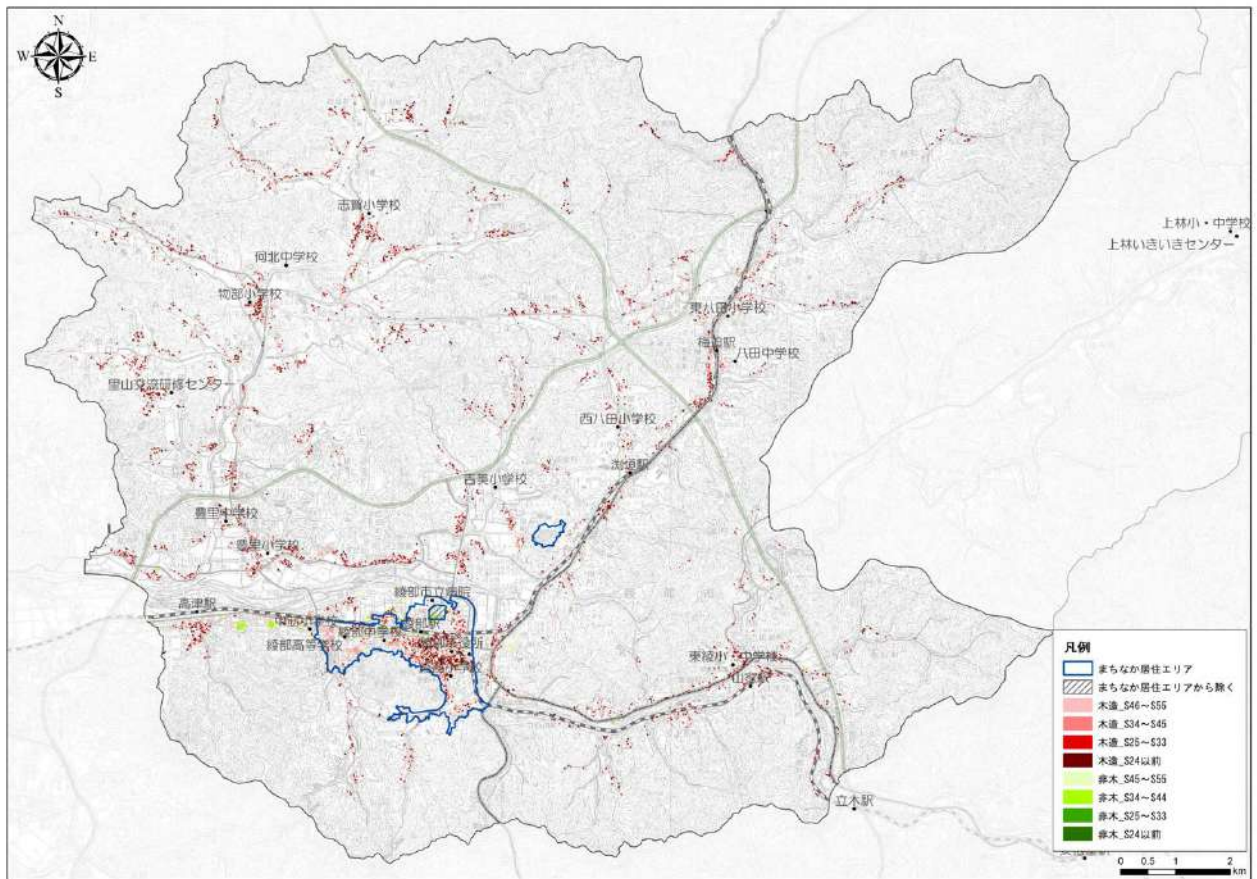 N
W E
S
志賀小学校
上林小・中学校
上林いきいきセンター
何北中学校
物部小学校
東八田小学校
梅迫駅
八田中学校
里山交流研修センター
西八田小学校
渕垣駅
吉美小学校
豊里中学校
豊里小学校
綾部市立病院
高津駅
綾部駅
綾部中学校
綾部高等学校
東綾小・中学校
山家駅
立木駅
凡例
まちなか居住エリア
まちなか居住エリアから除く
木造_S46～S55
木造_S34～S45
木造_S25～S33
木造_S24以前
非木_S45～S55
非木_S34～S44
非木_S25～S33
非木_S24以前
0 0.5 1 2
km